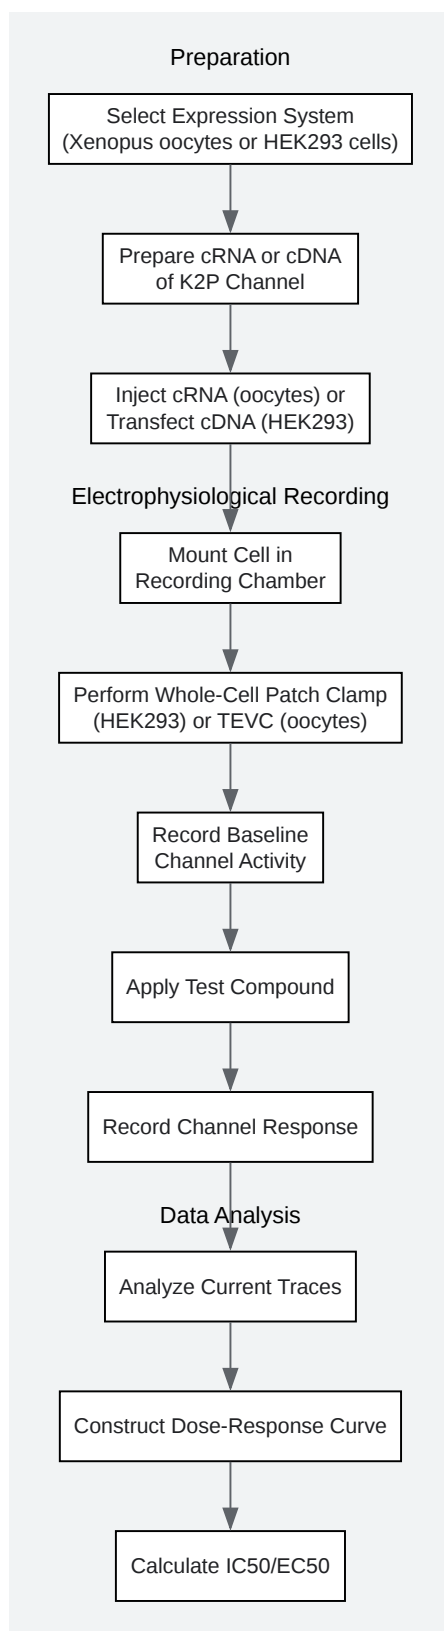 Preparation
Select Expression System
(Xenopus oocytes or HEK293 cells)
Prepare cRNA or cDNA
of K2P Channel
Inject cRNA (oocytes) or
Transfect cDNA (HEK293)
Electrophysiological Recording
Mount Cell in
Recording Chamber
Perform Whole-Cell Patch Clamp
(HEK293) or TEVC (oocytes)
Record Baseline
Channel Activity
Apply Test Compound
Record Channel Response
Data Analysis
Analyze Current Traces
Construct Dose-Response Curve
Calculate IC50/EC50